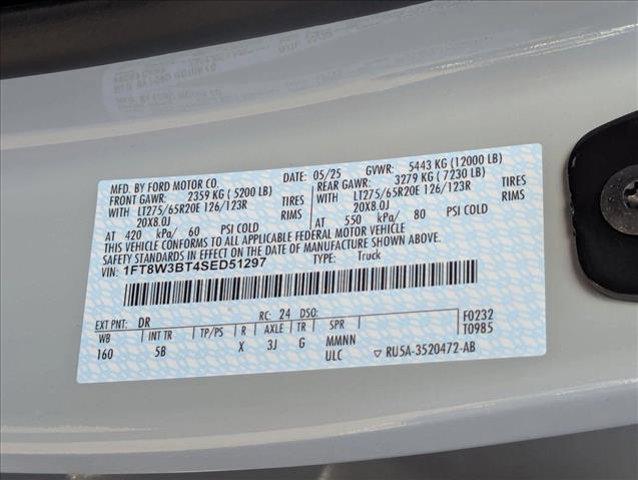 MFD. BY FORD MOTOR CO. DATE: 05/25 GVWR: 5443 KG (12000 LB)
FRONT GAWR: 2359 KG ( 5200 LB) REAR GAWR: 3279 KG ( 7230 LB)
WITH LT275/65R20E 126/123R TIRES WITH LT275/65R20E 126/123R TIRES
20X8.0J RIMS 20X8.0J RIMS
AT 420 kPa/ 60 PSI COLD AT 550 kPa/ 80 PSI COLD
THIS VEHICLE CONFORMS TO ALL APPLICABLE FEDERAL MOTOR VEHICLE
SAFETY STANDARDS IN EFFECT ON THE DATE OF MANUFACTURE SHOWN ABOVE.
VIN: 1FT8W3BT4SED51297 TYPE: Truck
EXT PNT: DR RC: 24 DSO: F0232
WB INT TR TP/PS R AXLE TR SPR T0985
160 5B X 3J G MMNN
ULC ▽ RU5A-3520472-AB